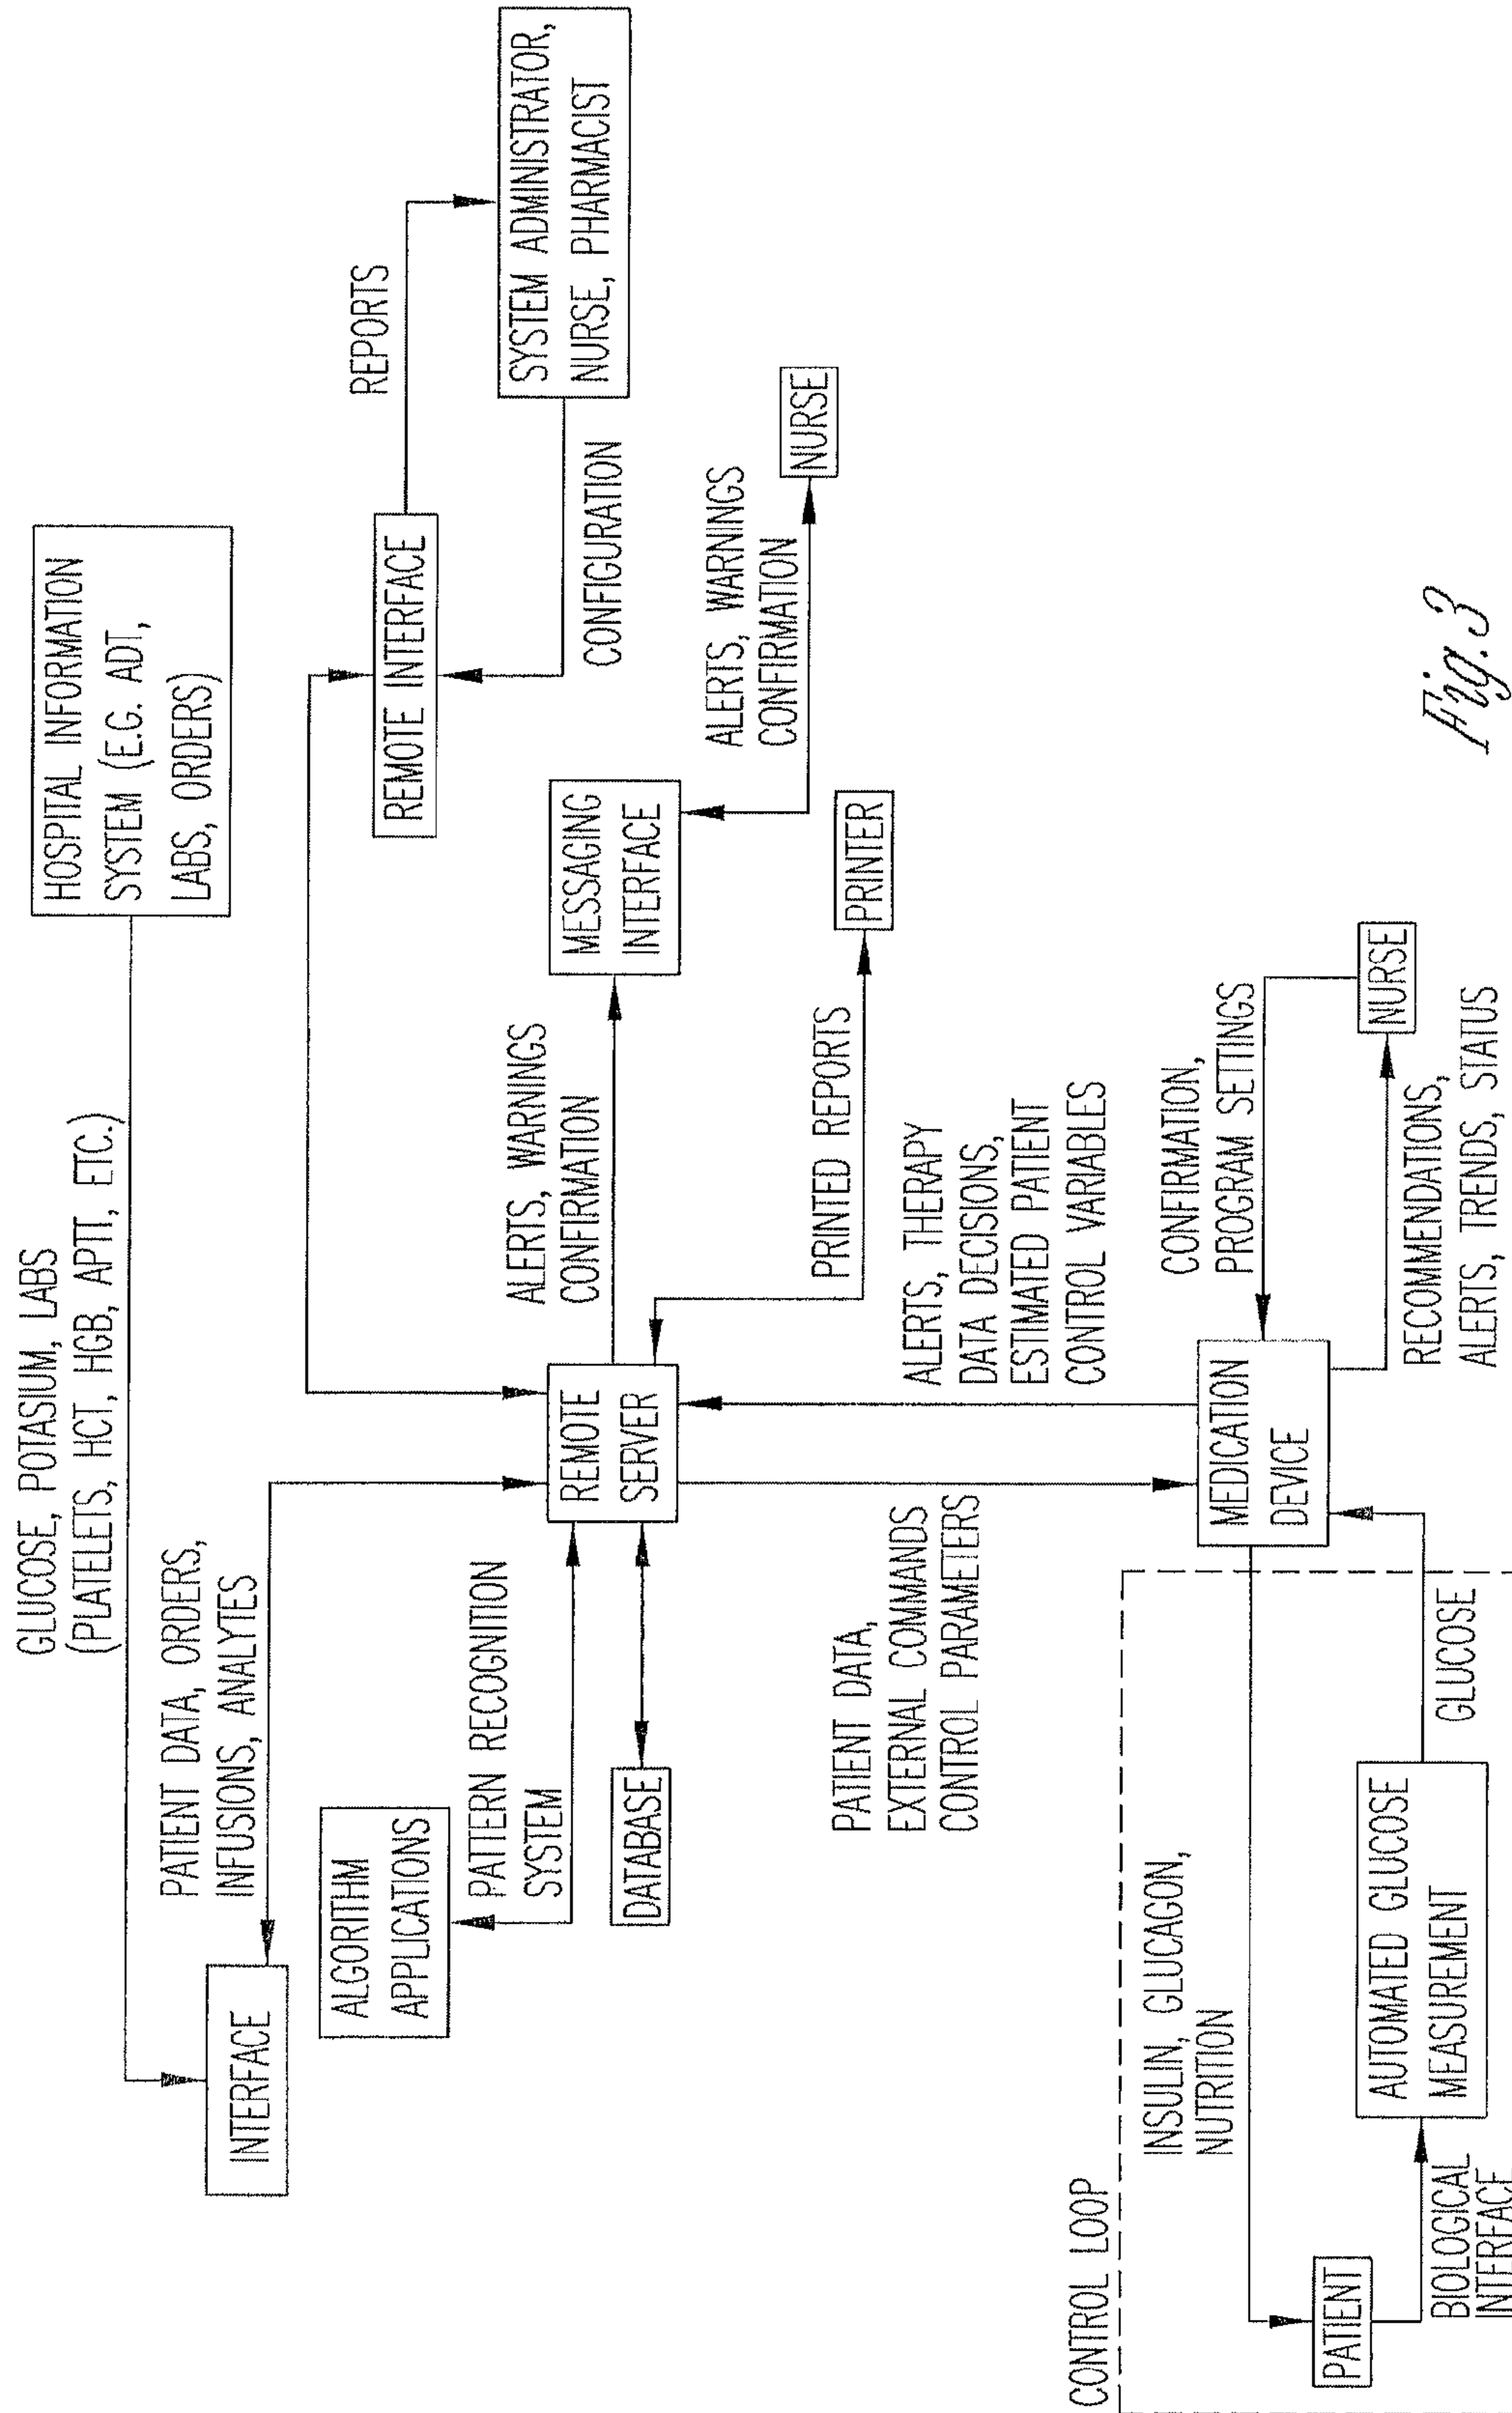 GLUCOSE, POTASIUM, LABS
(PLATELETS, HCT, HGB, APTT, ETC.)
HOSPITAL INFORMATION
SYSTEM (E.G. ADT,
LABS, ORDERS)
PATIENT DATA, ORDERS,
INFUSIONS, ANALYTES
INTERFACE
REPORTS
REMOTE INTERFACE
SYSTEM ADMINISTRATOR,
NURSE, PHARMACIST
CONFIGURATION
ALGORITHM
APPLICATIONS
PATTERN RECOGNITION
SYSTEM
DATABASE
REMOTE
SERVER
ALERTS, WARNINGS
CONFIRMATION
MESSAGING
INTERFACE
ALERTS, WARNINGS
CONFIRMATION
NURSE
PRINTED REPORTS
PRINTER
PATIENT DATA,
EXTERNAL COMMANDS
CONTROL PARAMETERS
ALERTS, THERAPY
DATA DECISIONS,
ESTIMATED PATIENT
CONTROL VARIABLES
CONTROL LOOP
INSULIN, GLUCAGON,
NUTRITION
MEDICATION
DEVICE
CONFIRMATION,
PROGRAM SETTINGS
NURSE
RECOMMENDATIONS,
ALERTS, TRENDS, STATUS
PATIENT
BIOLOGICAL
INTERFACE
AUTOMATED GLUCOSE
MEASUREMENT
GLUCOSE
Fig. 3